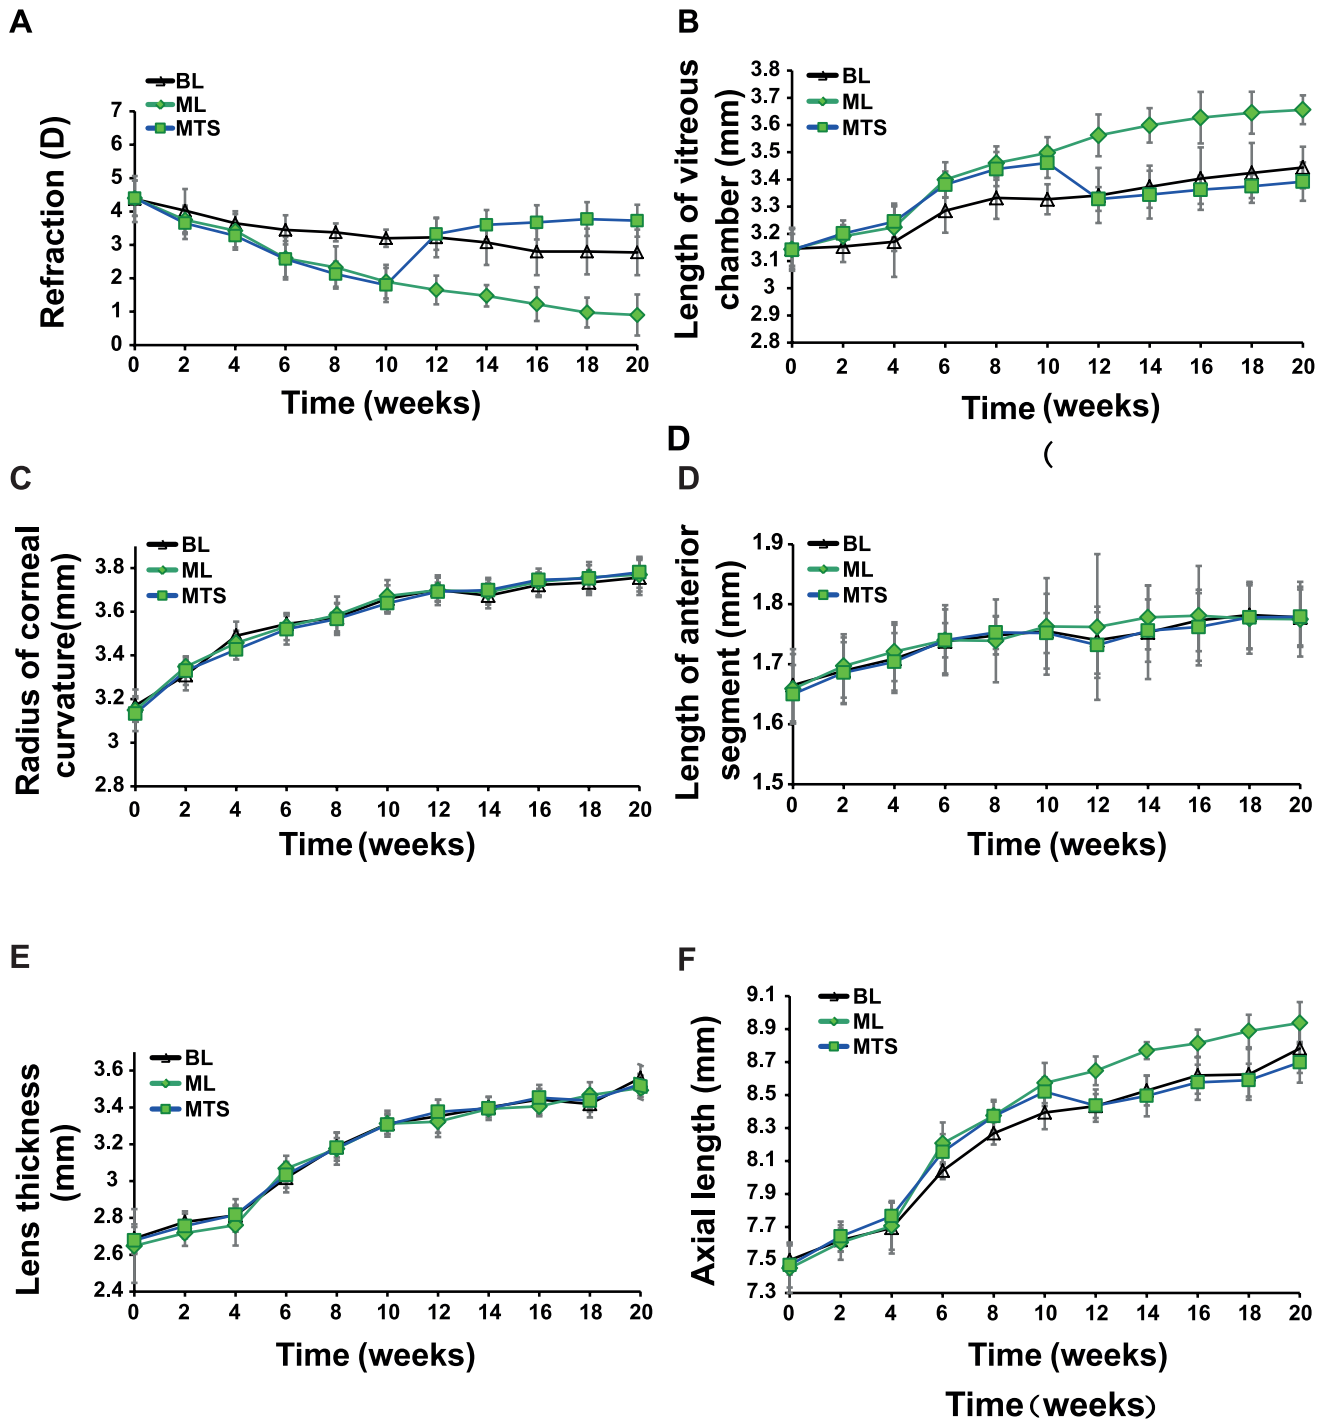 A
BL
ML
MTS
Refraction (D)
7
6
5
4
3
2
1
0
0 2 4 6 8 10 12 14 16 18 20
Time (weeks)
B
BL
ML
MTS
Length of vitreous
chamber (mm)
3.8
3.7
3.6
3.5
3.4
3.3
3.2
3.1
3
2.9
2.8
0 2 4 6 8 10 12 14 16 18 20
Time (weeks)
(
D
C
BL
ML
MTS
Radius of corneal
curvature(mm)
3.8
3.6
3.4
3.2
3
2.8
0 2 4 6 8 10 12 14 16 18 20
Time (weeks)
D
BL
ML
MTS
Length of anterior
segment (mm)
1.9
1.8
1.7
1.6
1.5
0 2 4 6 8 10 12 14 16 18 20
Time (weeks)
E
BL
ML
MTS
Lens thickness
(mm)
3.6
3.4
3.2
3
2.8
2.6
2.4
0 2 4 6 8 10 12 14 16 18 20
Time (weeks)
F
BL
ML
MTS
Axial length (mm)
9.1
8.9
8.7
8.5
8.3
8.1
7.9
7.7
7.5
7.3
0 2 4 6 8 10 12 14 16 18 20
Time (weeks)
Time（weeks）